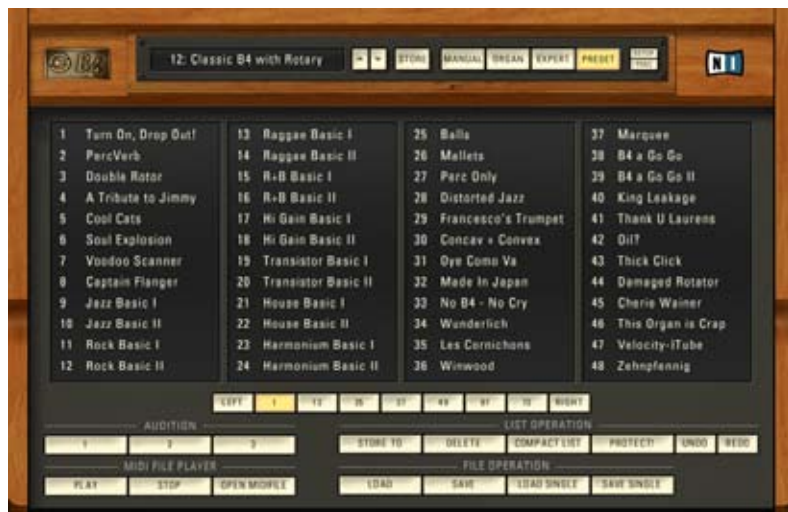 B4
12: Classic B4 with Rotary
STORE
MANUAL ORGAN EXPERT PRESET
SETUP
NI
1 Turn On, Drop Out!
2 PercVerb
3 Double Rotor
4 A Tribute to Jimmy
5 Cool Cats
6 Soul Explosion
7 Voodoo Scanner
8 Captain Flanger
9 Jazz Basic I
10 Jazz Basic II
11 Rock Basic I
12 Rock Basic II
13 Raggae Basic I
14 Raggae Basic II
15 R+B Basic I
16 R+B Basic II
17 Hi Gain Basic I
18 Hi Gain Basic II
19 Transistor Basic I
20 Transistor Basic II
21 House Basic I
22 House Basic II
23 Harmonium Basic I
24 Harmonium Basic II
25 Balls
26 Mallets
27 Perc Only
28 Distorted Jazz
29 Francesco's Trumpet
30 Concav + Convex
31 Oye Como Va
32 Made In Japan
33 No B4 - No Cry
34 Wunderlich
35 Les Cornichons
36 Winwood
37 Marquee
38 B4 a Go Go
39 B4 a Go Go II
40 King Leakage
41 Thank U Laurens
42 Oil?
43 Thick Click
44 Damaged Rotator
45 Cherie Wainer
46 This Organ is Crap
47 Velocity-ITube
48 Zehnpfennig
LEFT 1 13 25 37 49 61 73 RIGHT
AUDITION
1 2 3
LIST OPERATION
STORE TO DELETE COMPACT LIST PROTECT! UNDO REDO
MIDI FILE PLAYER
PLAY STOP OPEN MIDIFILE
FILE OPERATION
LOAD SAVE LOAD SINGLE SAVE SINGLE